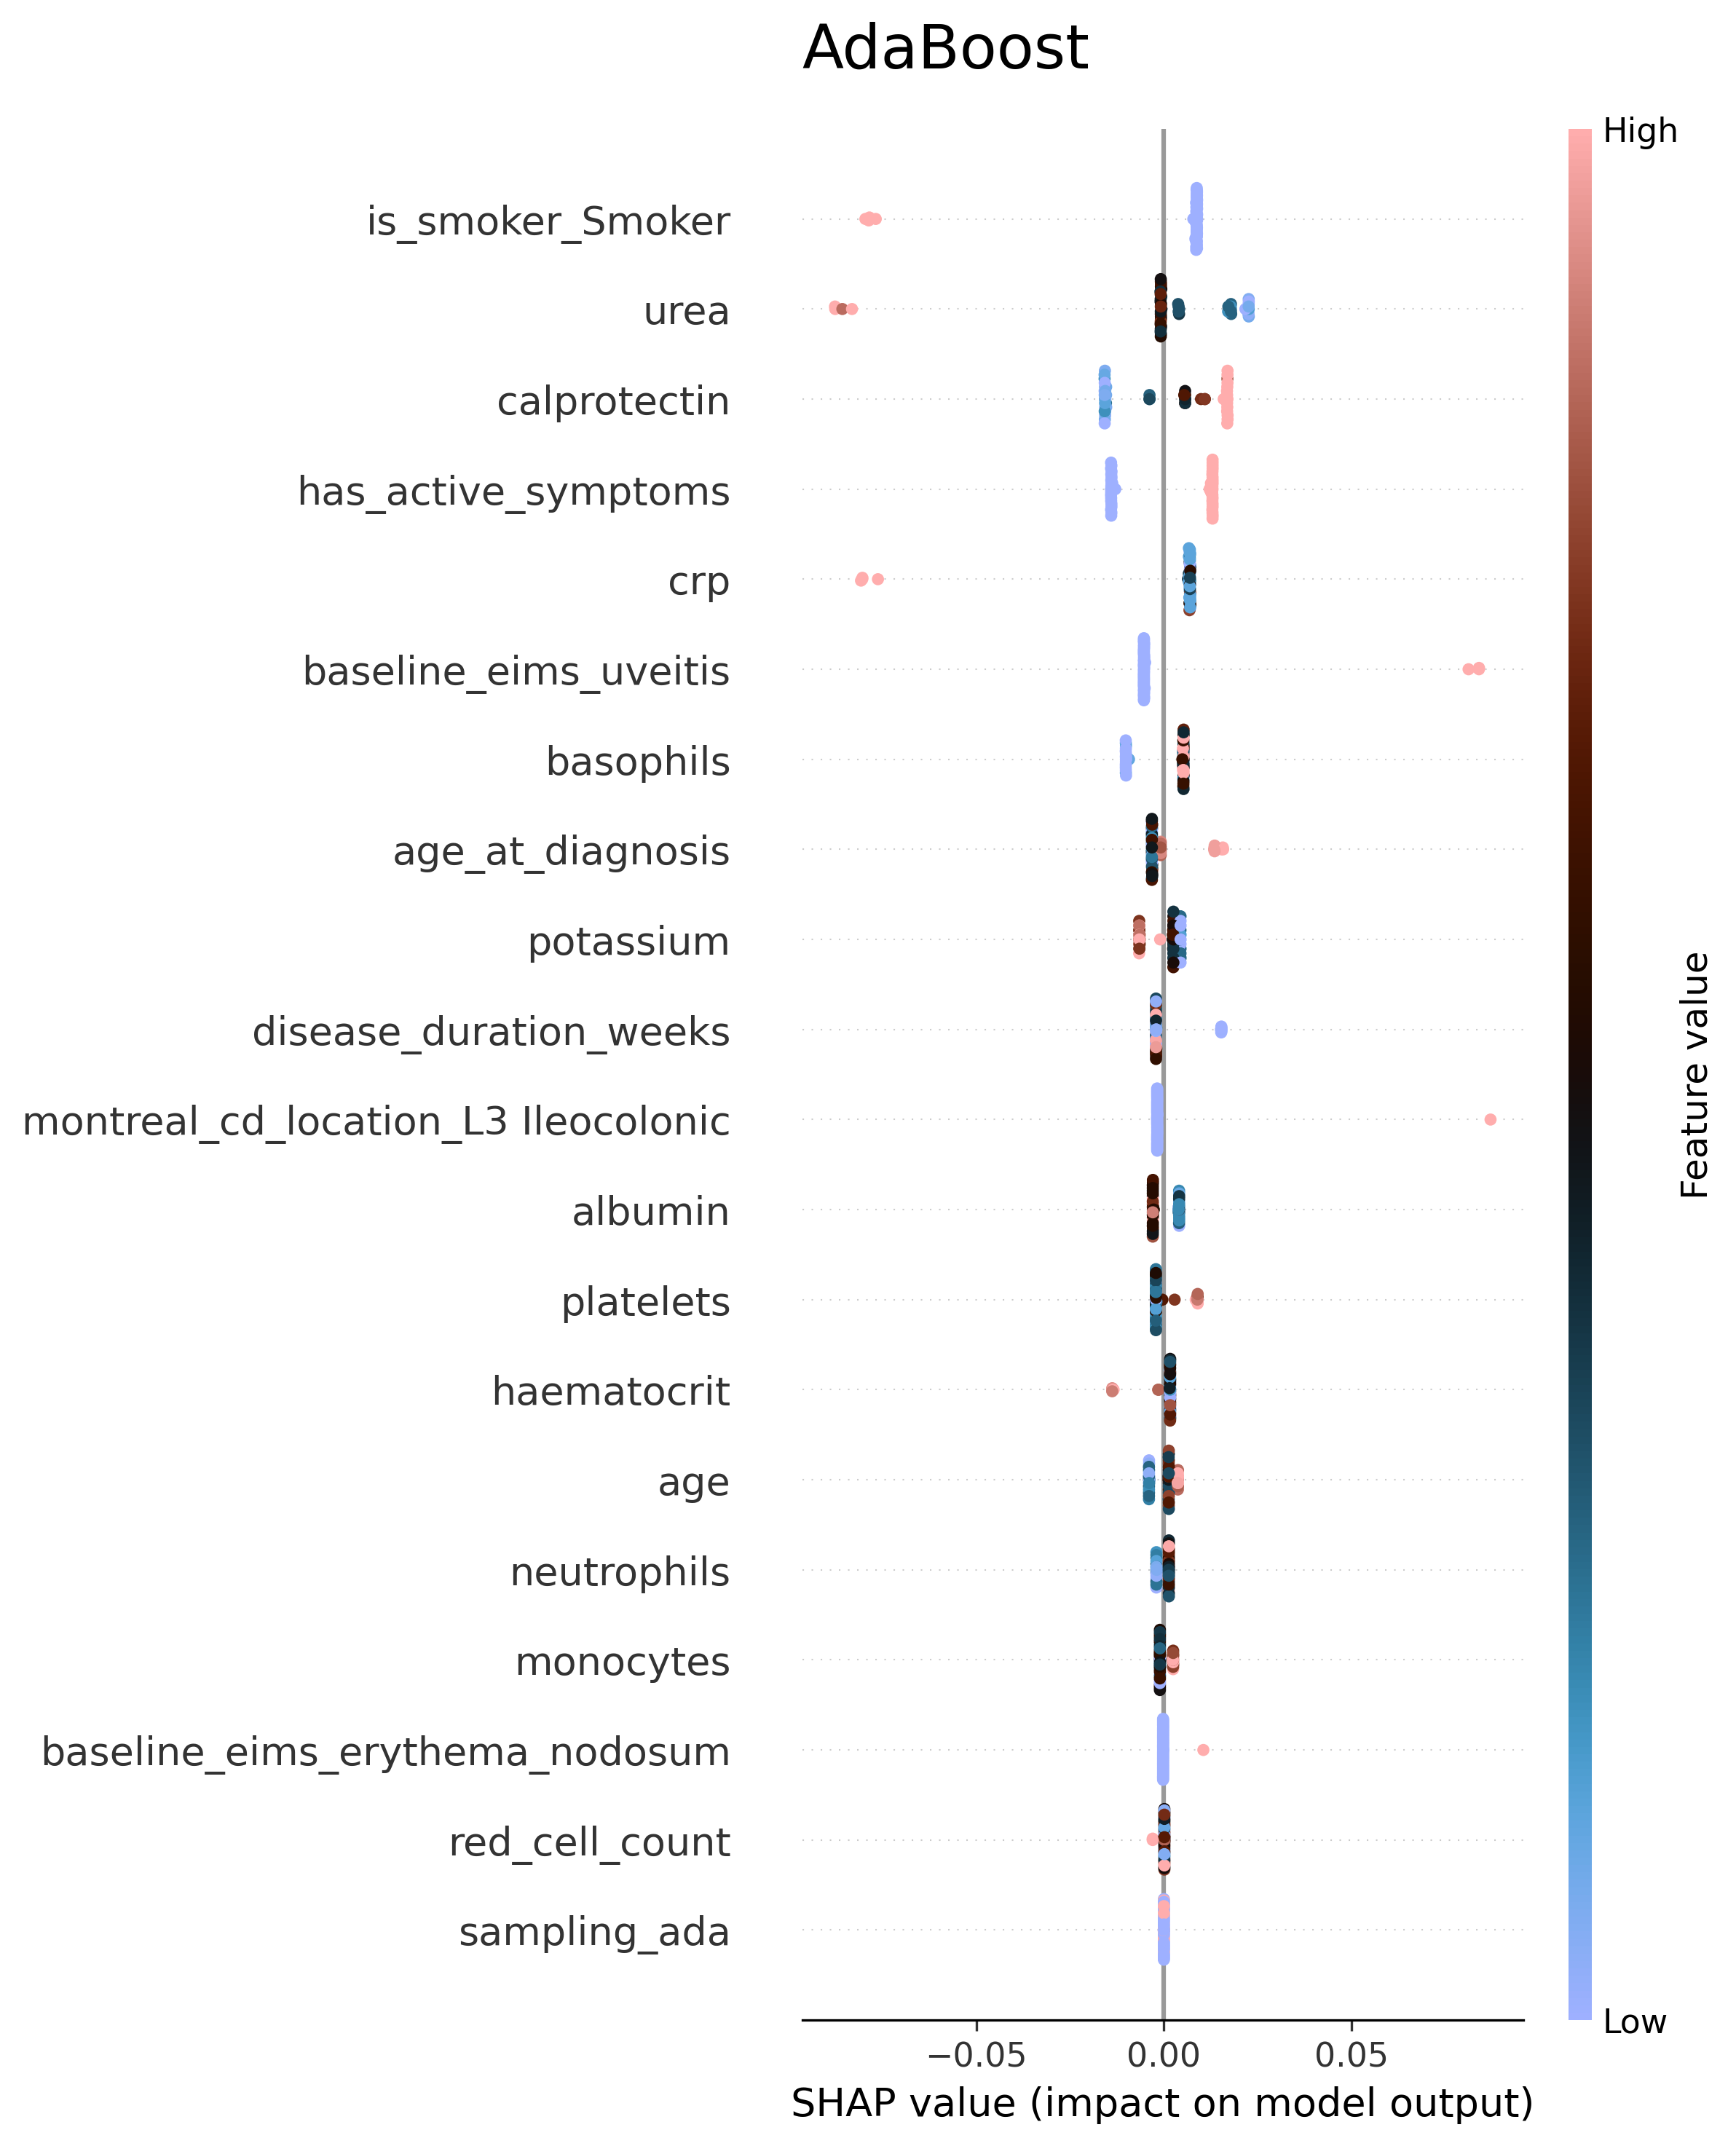 AdaBoost
High
is_smoker_Smoker
urea
calprotectin
has_active_symptoms
crp
baseline_eims_uveitis
basophils
age_at_diagnosis
potassium
disease_duration_weeks
montreal_cd_location_L3 Ileocolonic
albumin
platelets
haematocrit
age
neutrophils
monocytes
baseline_eims_erythema_nodosum
red_cell_count
sampling_ada
Feature value
Low
−0.05 0.00 0.05
SHAP value (impact on model output)